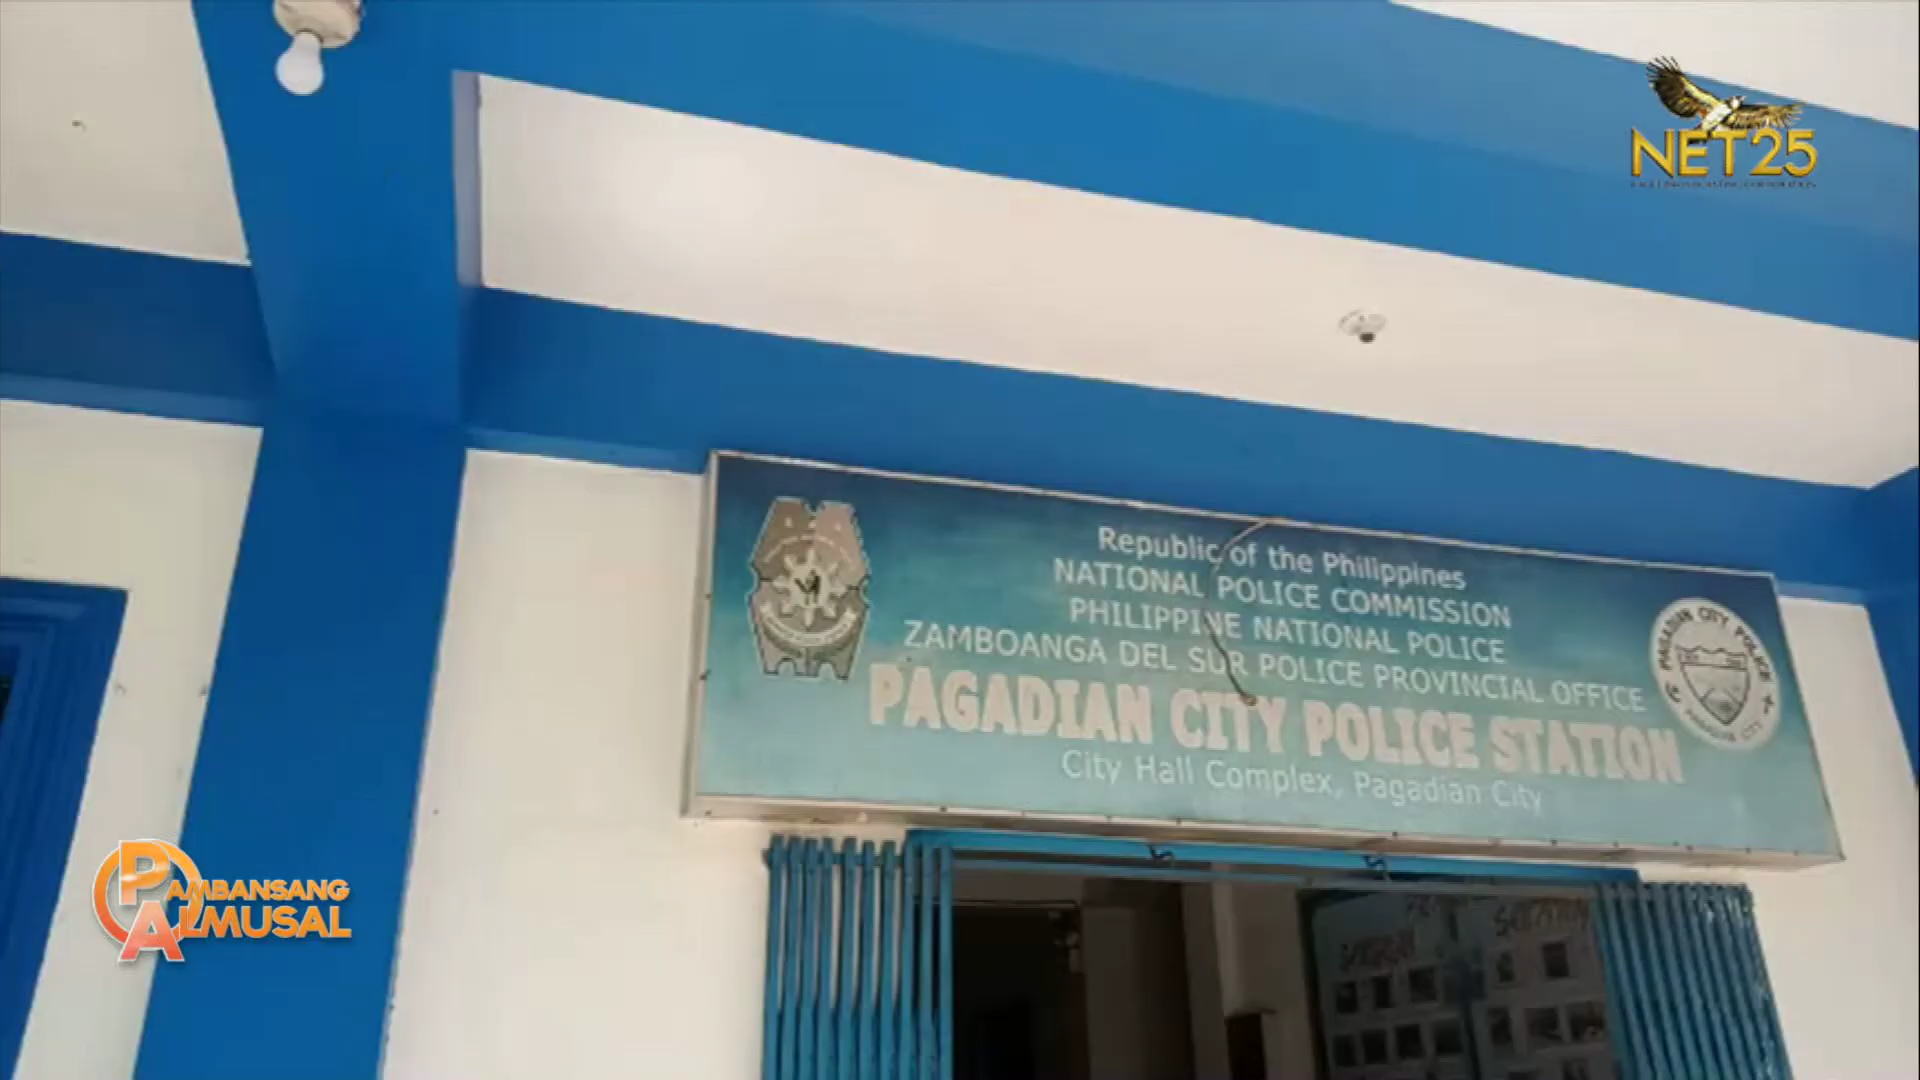 NET25
Republic of the Philippines
NATIONAL POLICE COMMISSION
PHILIPPINE NATIONAL POLICE
ZAMBOANGA DEL SUR POLICE PROVINCIAL OFFICE
PAGADIAN CITY POLICE STATION
City Hall Complex, Pagadian City
PAGADIAN CITY POLICE
PAGADIAN CITY
PAMBANSANG
ALMUSAL